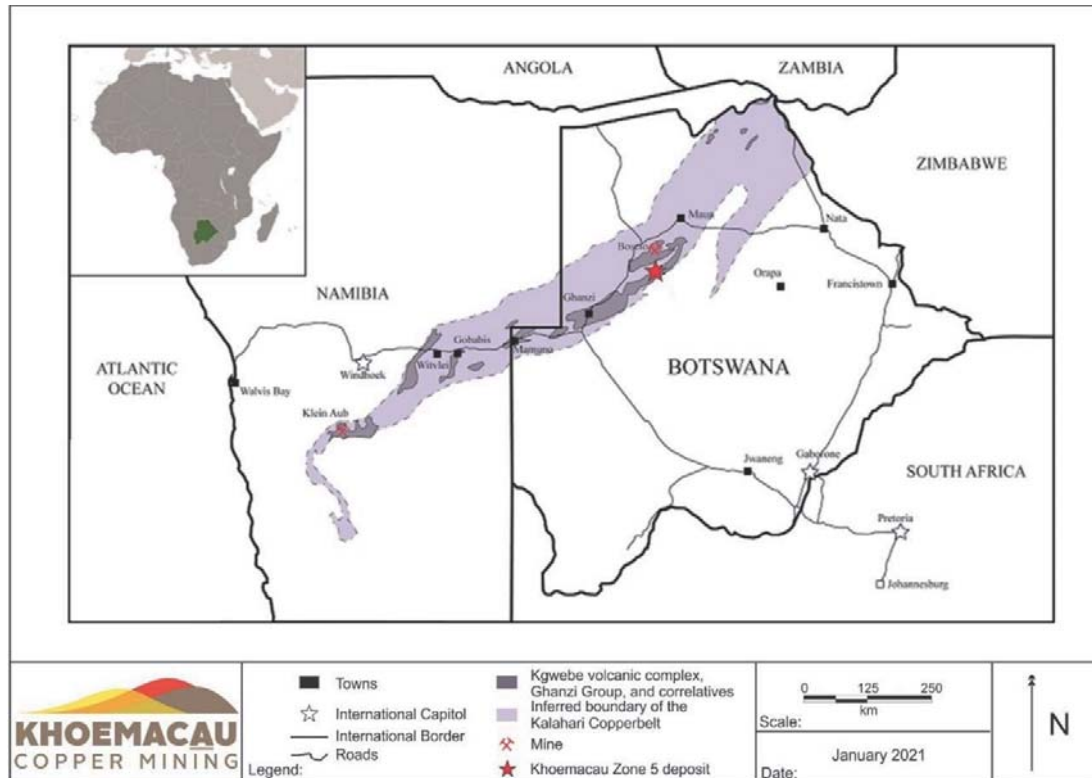 ANGOLA
ZAMBIA
ZIMBABWE
NAMIBIA
ATLANTIC
OCEAN
BOTSWANA
SOUTH AFRICA
Maun
Nata
Orapa
Francistown
Ghanzi
Mamuno
Gobabis
Witvlei
Windhoek
Walvis Bay
Klein Aub
Jwaneng
Gaborone
Pretoria
Johannesburg
KHOEMACAU
COPPER MINING
Legend:
Towns
International Capitol
International Border
Roads
Kgwebe volcanic complex,
Ghanzi Group, and correlatives
Inferred boundary of the
Kalahari Copperbelt
Mine
Khoemacau Zone 5 deposit
0 125 250
km
Scale:
January 2021
Date:
N